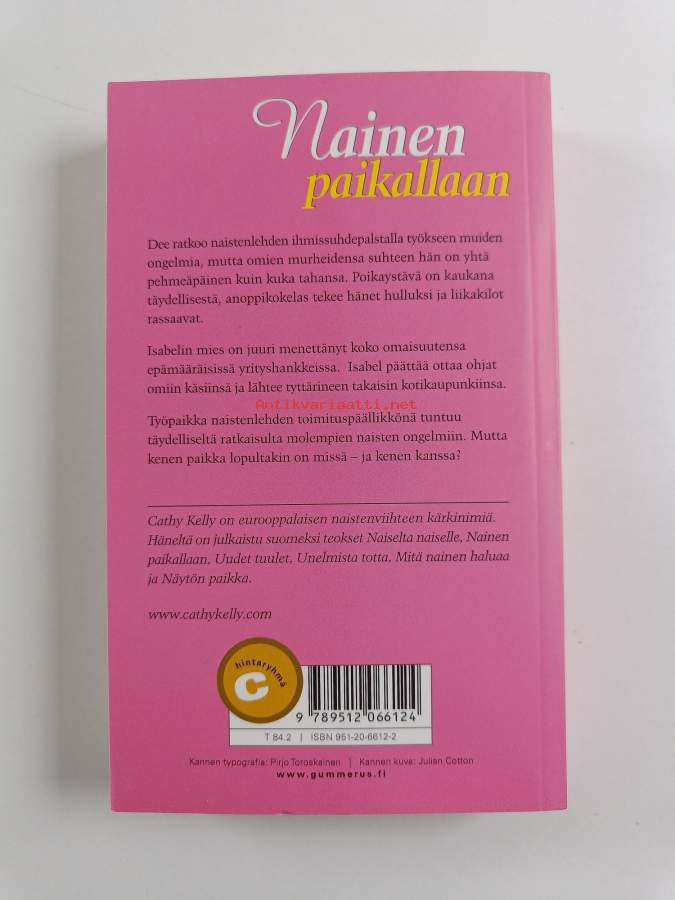 Nainen
paikallaan
Dee ratkoo naistenlehden ihmissuhdepalstalla työkseen muiden
ongelmia, mutta omien murheidensa suhteen hän on yhtä
pehmeäpäinen kuin kuka tahansa. Poikaystävä on kaukana
täydellisestä, anoppikokelas tekee hänet hulluksi ja liikakilot
rassaavat.
Isabelin mies on juuri menettänyt koko omaisuutensa
epämääräisissä yrityshankkeissa. Isabel päättää ottaa ohjat
omiin käsiinsä ja lähtee tyttärineen takaisin kotikaupunkiinsa.
Antikvariaatti.net
Työpaikka naistenlehden toimituspäällikkönä tuntuu
täydelliseltä ratkaisulta molempien naisten ongelmiin. Mutta
kenen paikka lopultakin on missä – ja kenen kanssa?
Cathy Kelly on eurooppalaisen naistenviihteen kärkinimiä.
Häneltä on julkaistu suomeksi teokset Naiselta naiselle, Nainen
paikallaan, Uudet tuulet, Unelmista totta, Mitä nainen haluaa
ja Näytön paikka.
www.cathykelly.com
hintaryhmä
C
9 789512 066124
T 84.2 | ISBN 951-20-6612-2
Kannen typografia: Pirjo Toroskainen | Kannen kuva: Julian Cotton
www.gummerus.fi